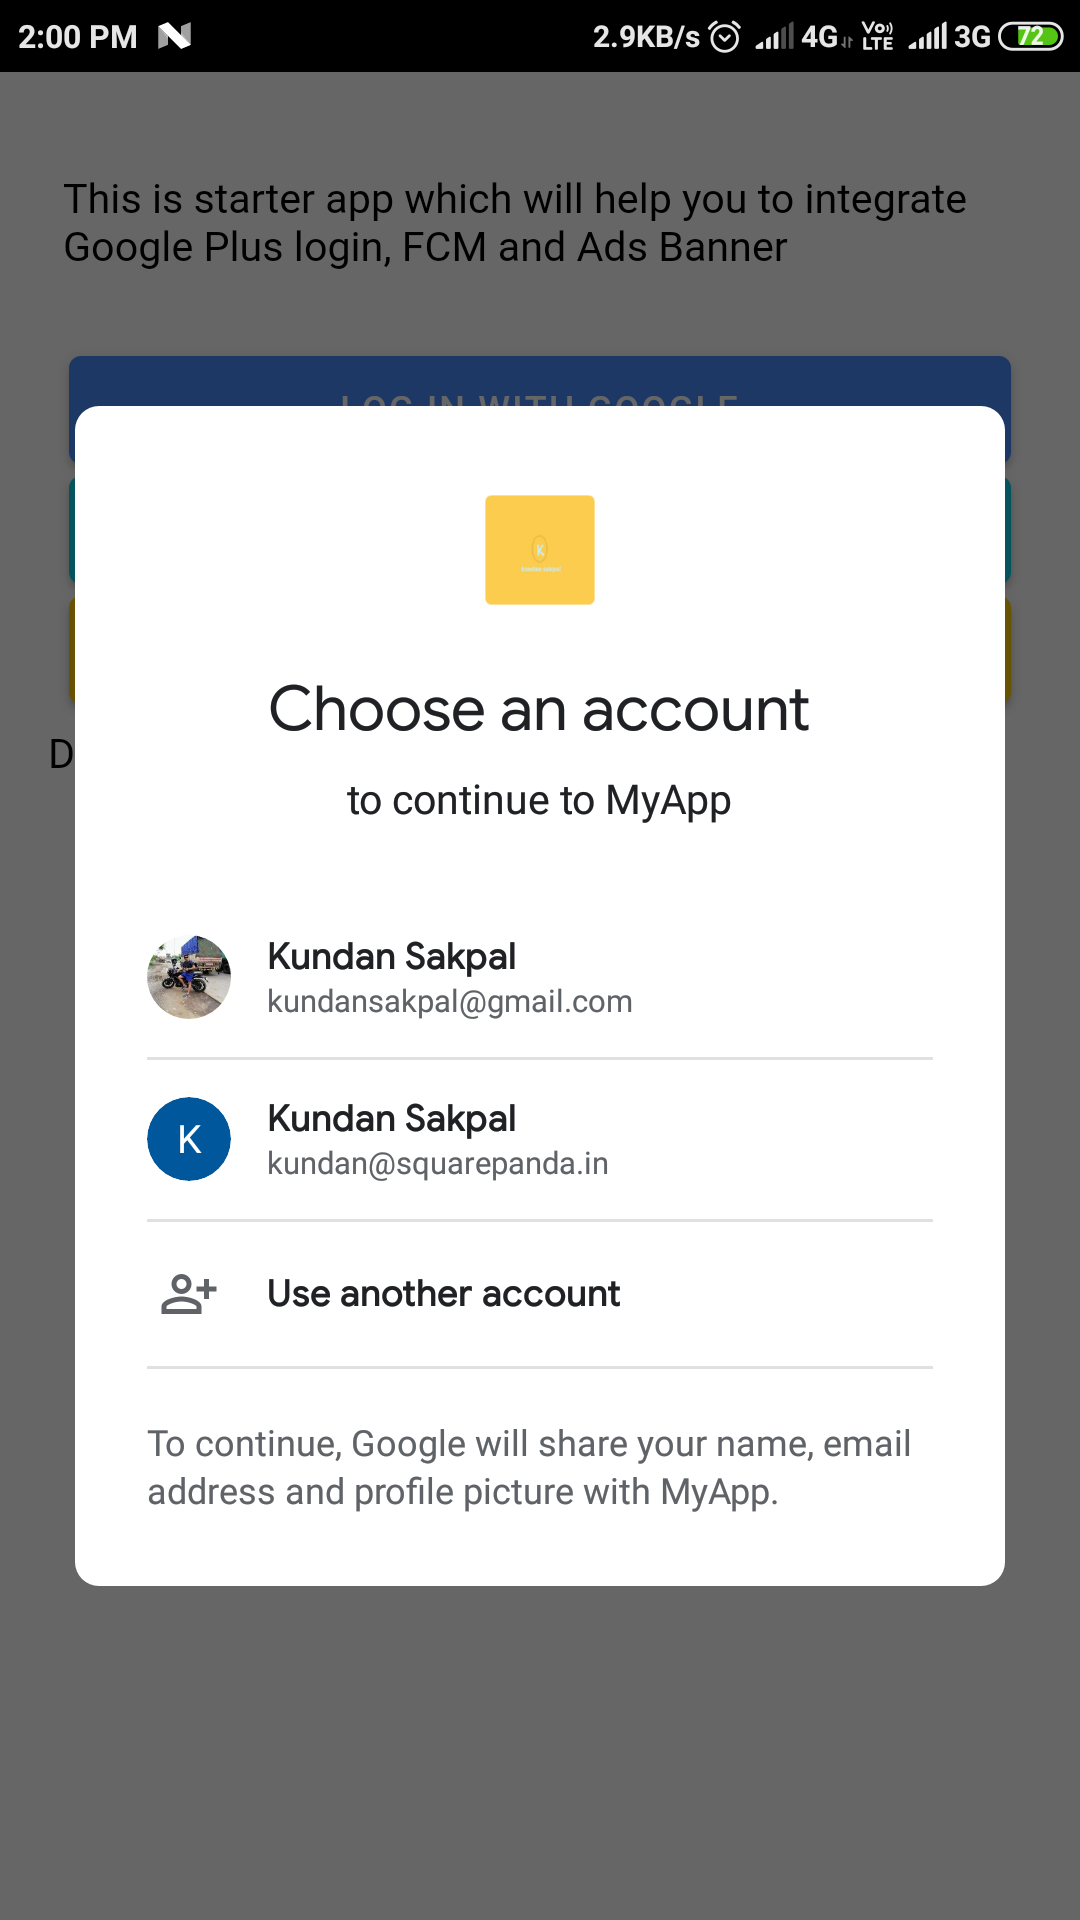 2:00 PM 2.9KB/s 4G VoLTE 3G 72
This is starter app which will help you to integrate
Google Plus login, FCM and Ads Banner
LOG IN WITH GOOGLE
D
K
Choose an account
to continue to MyApp
Kundan Sakpal
kundansakpal@gmail.com
K
Kundan Sakpal
kundan@squarepanda.in
Use another account
To continue, Google will share your name, email
address and profile picture with MyApp.